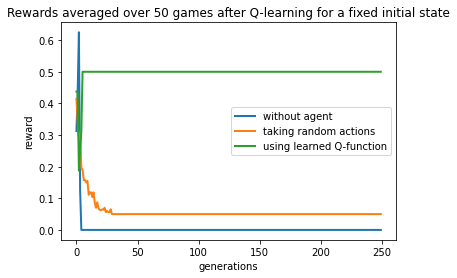 Rewards averaged over 50 games after Q-learning for a fixed initial state
reward
0.6
0.5
0.4
0.3
0.2
0.1
0.0
without agent
taking random actions
using learned Q-function
0 50 100 150 200 250
generations